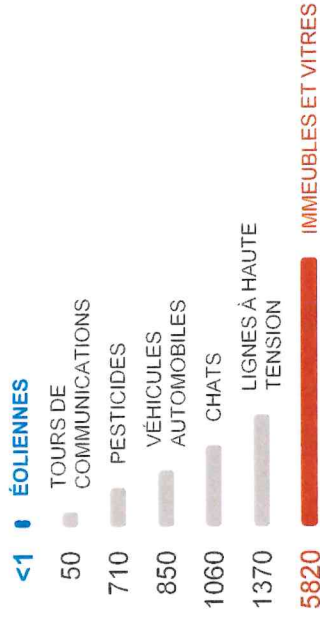 <1 ÉOLIENNES
50 TOURS DE
COMMUNICATIONS
710 PESTICIDES
850 VÉHICULES
AUTOMOBILES
1060 CHATS
1370 LIGNES À HAUTE
TENSION
5820 IMMEUBLES ET VITRES